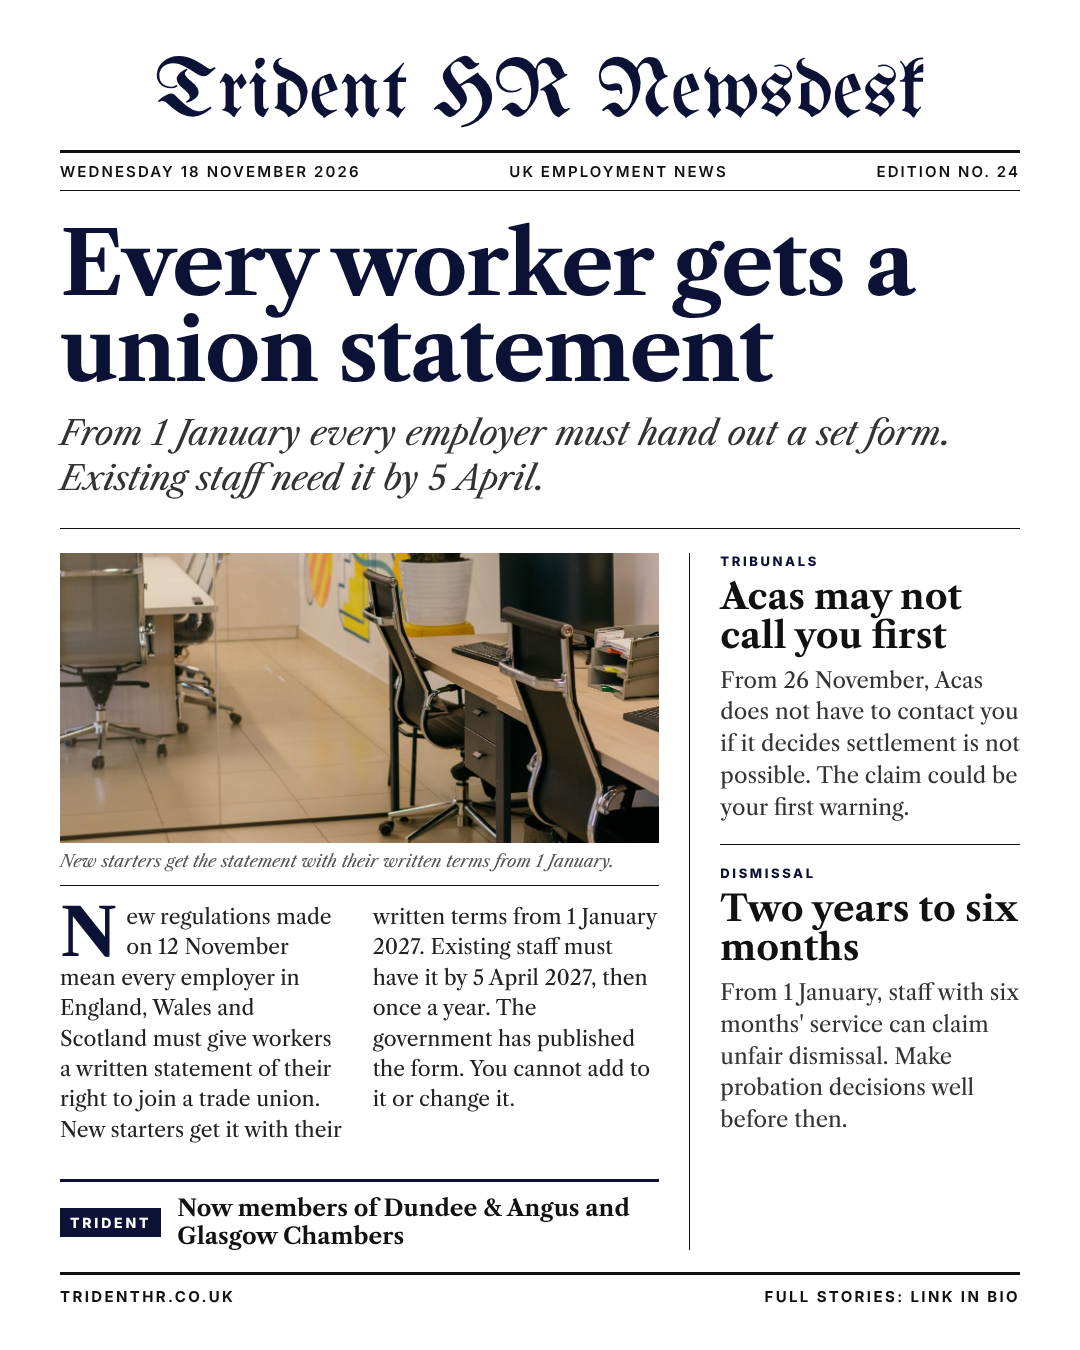 Trident HR Newsdesk
WEDNESDAY 18 NOVEMBER 2026
UK EMPLOYMENT NEWS
EDITION NO. 24
Every worker gets a
union statement
From 1 January every employer must hand out a set form.
Existing staff need it by 5 April.
New starters get the statement with their written terms from 1 January.
New regulations made
on 12 November
mean every employer in
England, Wales and
Scotland must give workers
a written statement of their
right to join a trade union.
New starters get it with their
written terms from 1 January
2027. Existing staff must
have it by 5 April 2027, then
once a year. The
government has published
the form. You cannot add to
it or change it.
TRIDENT
Now members of Dundee & Angus and
Glasgow Chambers
TRIBUNALS
Acas may not
call you first
From 26 November, Acas
does not have to contact you
if it decides settlement is not
possible. The claim could be
your first warning.
DISMISSAL
Two years to six
months
From 1 January, staff with six
months' service can claim
unfair dismissal. Make
probation decisions well
before then.
TRIDENTHR.CO.UK
FULL STORIES: LINK IN BIO